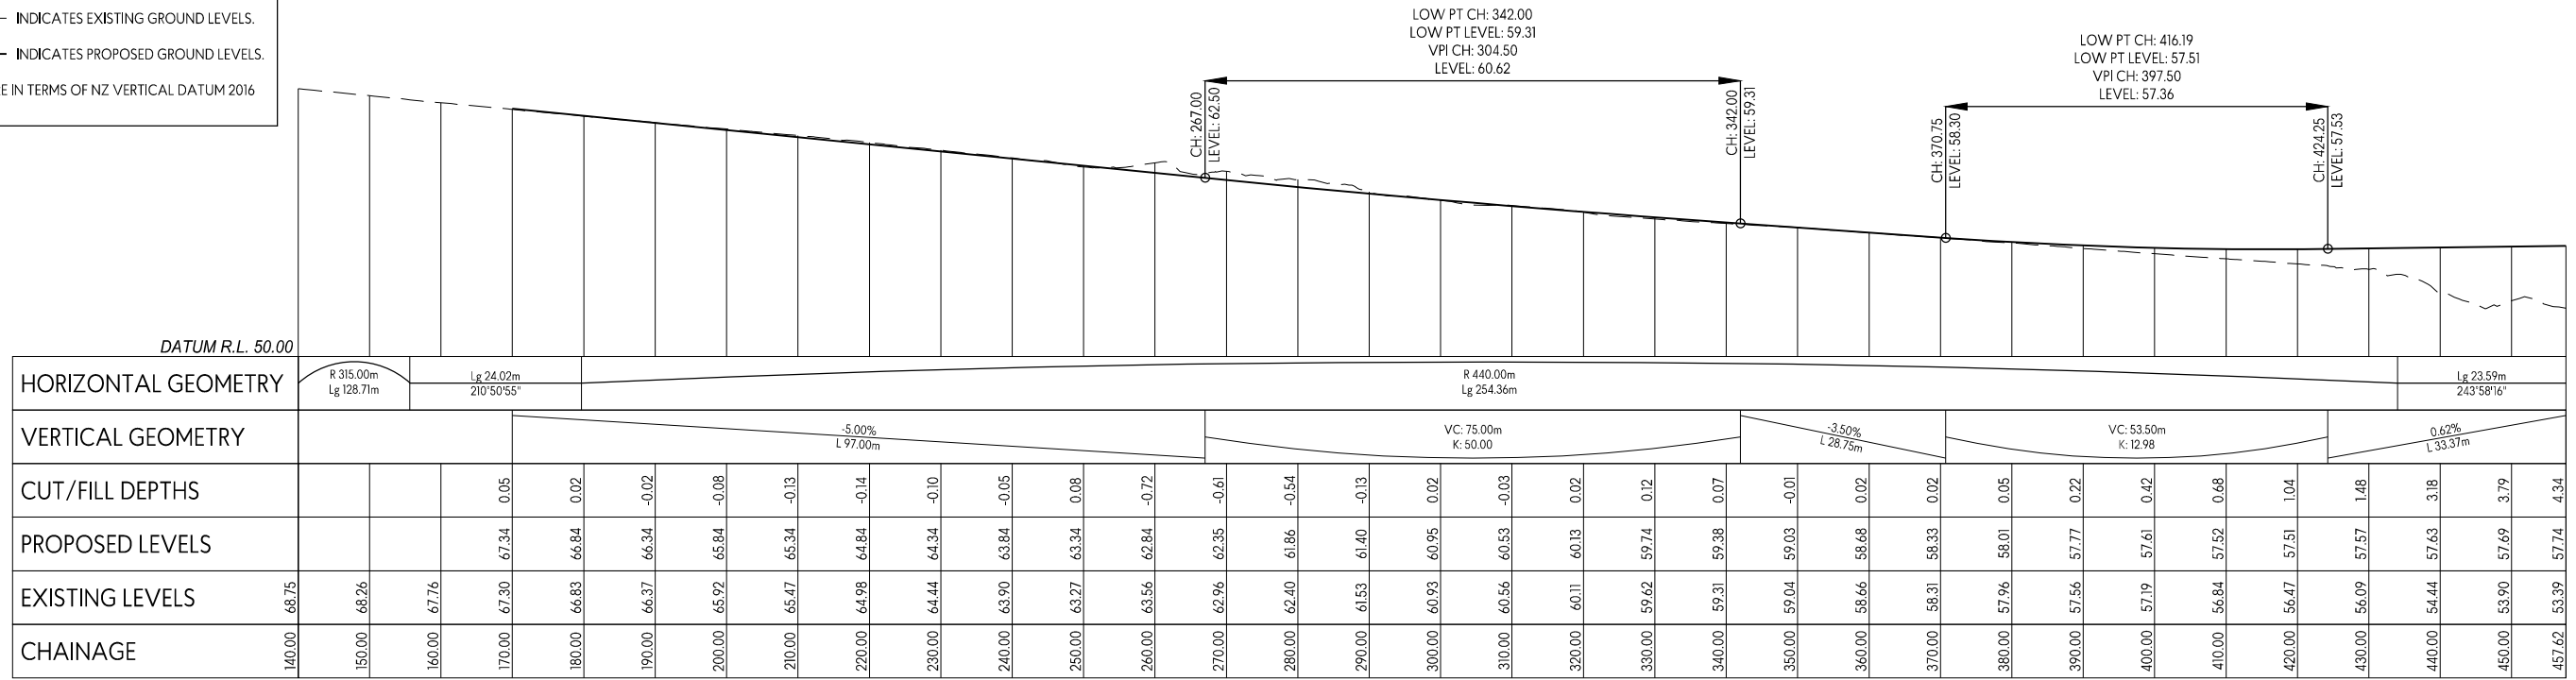 INDICATES EXISTING GROUND LEVELS.
INDICATES PROPOSED GROUND LEVELS.
E IN TERMS OF NZ VERTICAL DATUM 2016
LOW PT CH: 342.00
LOW PT LEVEL: 59.31
VPI CH: 304.50
LEVEL: 60.62
LOW PT CH: 416.19
LOW PT LEVEL: 57.51
VPI CH: 397.50
LEVEL: 57.36
CH: 267.00
LEVEL: 62.50
CH: 342.00
LEVEL: 59.31
CH: 370.75
LEVEL: 58.30
CH: 424.25
LEVEL: 57.53
DATUM R.L. 50.00
HORIZONTAL GEOMETRY
R 315.00m
Lg 128.71m
Lg 24.02m
210°50'55"
R 440.00m
Lg 254.36m
Lg 23.59m
243°58'16"
VERTICAL GEOMETRY
-5.00%
L 97.00m
VC: 75.00m
K: 50.00
-3.50%
L 28.75m
VC: 53.50m
K: 12.98
0.62%
L 33.37m
CUT/FILL DEPTHS 0.05 0.02 -0.02 -0.08 -0.13 -0.14 -0.10 -0.05 0.08 -0.72 -0.61 -0.54 -0.13 0.02 -0.03 0.02 0.12 0.07 -0.01 0.02 0.02 0.05 0.22 0.42 0.68 1.04 1.48 3.18 3.79 4.34
PROPOSED LEVELS 67.34 66.84 66.34 65.84 65.34 64.84 64.34 63.84 63.34 62.84 62.35 61.86 61.40 60.95 60.53 60.13 59.74 59.38 59.03 58.68 58.33 58.01 57.77 57.61 57.52 57.51 57.57 57.63 57.69 57.74
EXISTING LEVELS 68.75 68.26 67.76 67.30 66.83 66.37 65.92 65.47 64.98 64.44 63.90 63.27 63.56 62.96 62.40 61.53 60.93 60.56 60.11 59.62 59.31 59.04 58.66 58.31 57.96 57.56 57.19 56.84 56.47 56.09 54.44 53.90 53.39
CHAINAGE 140.00 150.00 160.00 170.00 180.00 190.00 200.00 210.00 220.00 230.00 240.00 250.00 260.00 270.00 280.00 290.00 300.00 310.00 320.00 330.00 340.00 350.00 360.00 370.00 380.00 390.00 400.00 410.00 420.00 430.00 440.00 450.00 457.62